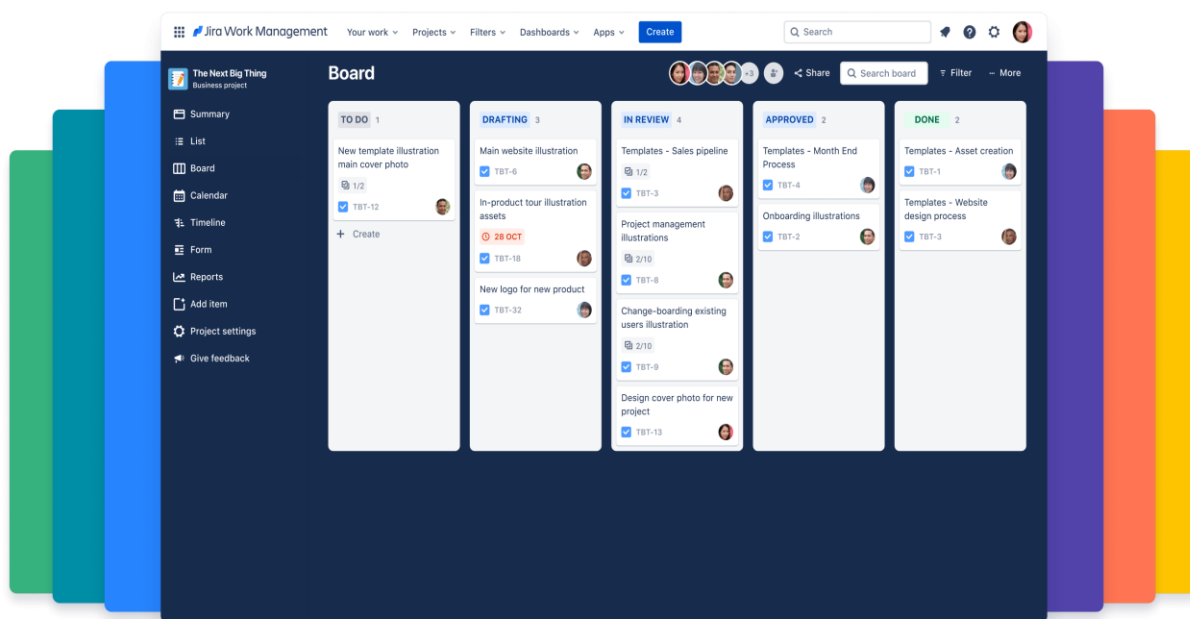 Jira Work Management Your work Projects Filters Dashboards Apps Create Search
The Next Big Thing
Business project
Summary
List
Board
Calendar
Timeline
Form
Reports
Add item
Project settings
Give feedback
Board
+3 Share Search board Filter More
TO DO 1
New template illustration
main cover photo
1/2
TBT-12
+ Create
DRAFTING 3
Main website illustration
TBT-6
In-product tour illustration
assets
28 OCT
TBT-18
New logo for new product
TBT-32
IN REVIEW 4
Templates - Sales pipeline
1/2
TBT-3
Project management
illustrations
2/10
TBT-8
Change-boarding existing
users illustration
2/10
TBT-9
Design cover photo for new
project
TBT-13
APPROVED 2
Templates - Month End
Process
TBT-4
Onboarding illustrations
TBT-2
DONE 2
Templates - Asset creation
TBT-1
Templates - Website
design process
TBT-3